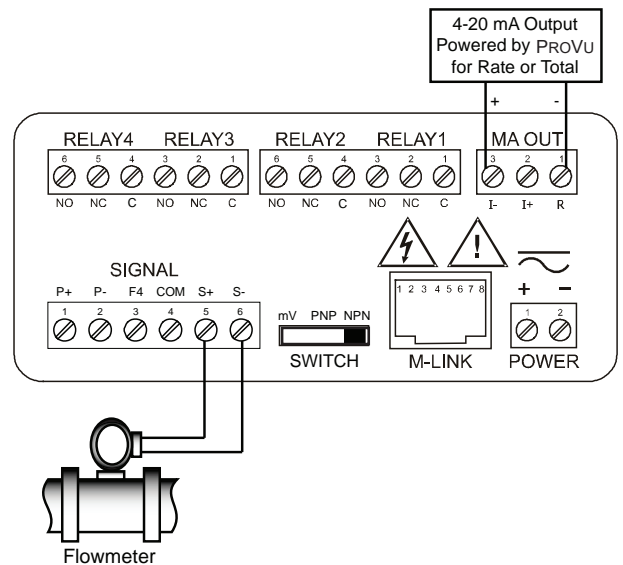 4-20 mA Output
Powered by PROVU
for Rate or Total
+ -
RELAY4 RELAY3 RELAY2 RELAY1 MA OUT
6 5 4 3 2 1 6 5 4 3 2 1 3 2 1
NO NC C NO NC C NO NC C NO NC C I- I+ R
SIGNAL
P+ P- F4 COM S+ S-
1 2 3 4 5 6
mV PNP NPN
SWITCH
!
1 2 3 4 5 6 7 8
M-LINK
+ -
1 2
POWER
Flowmeter